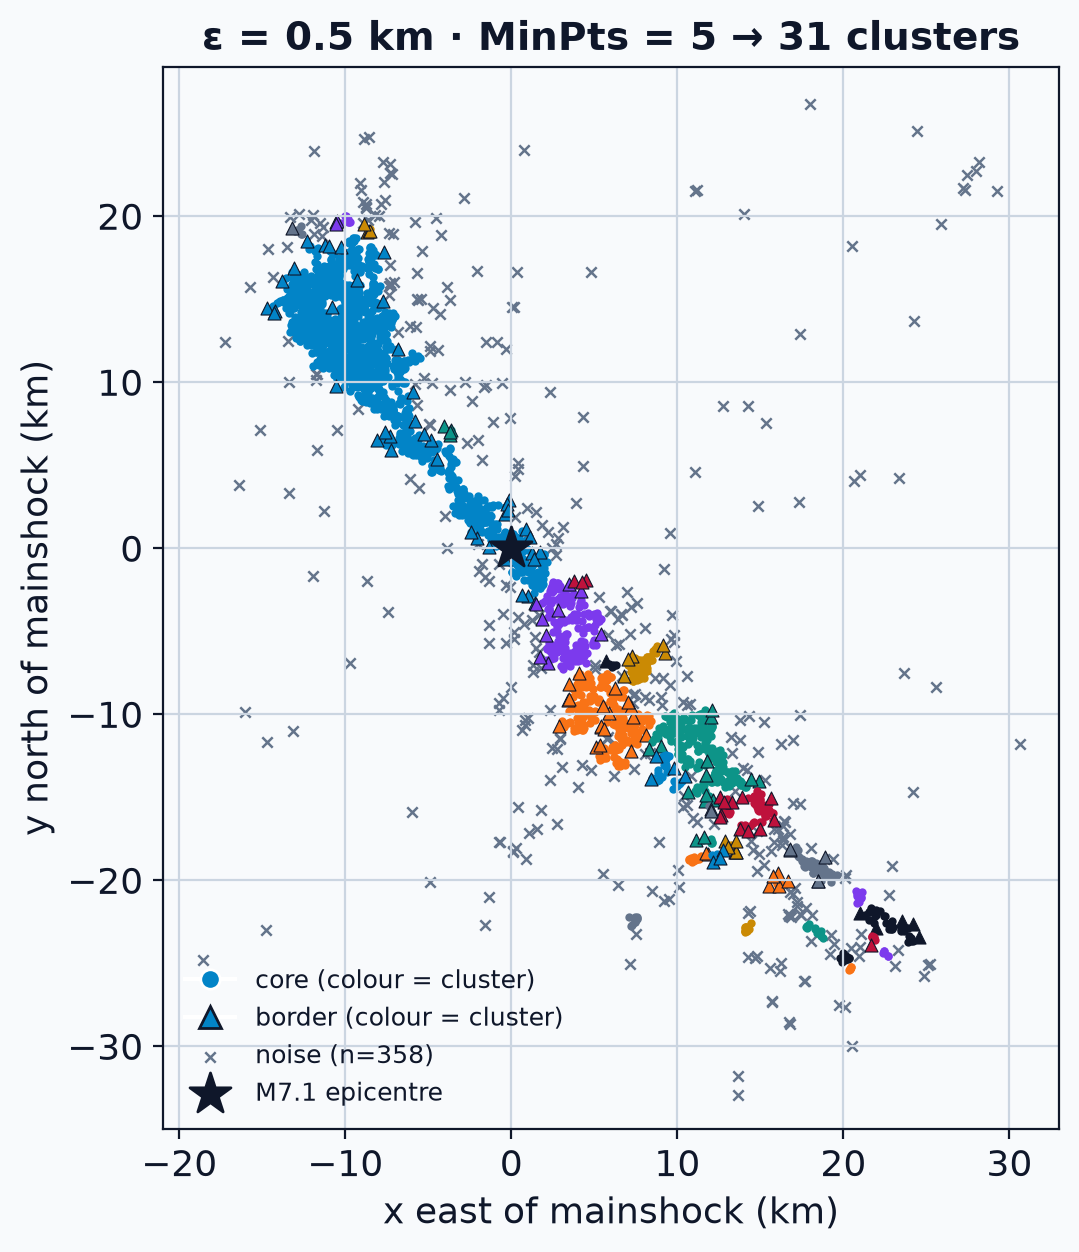 ε = 0.5 km · MinPts = 5 → 31 clusters
y north of mainshock (km)
20
10
0
−10
−20
−30
core (colour = cluster)
border (colour = cluster)
noise (n=358)
M7.1 epicentre
−20
−10
0
10
20
30
x east of mainshock (km)